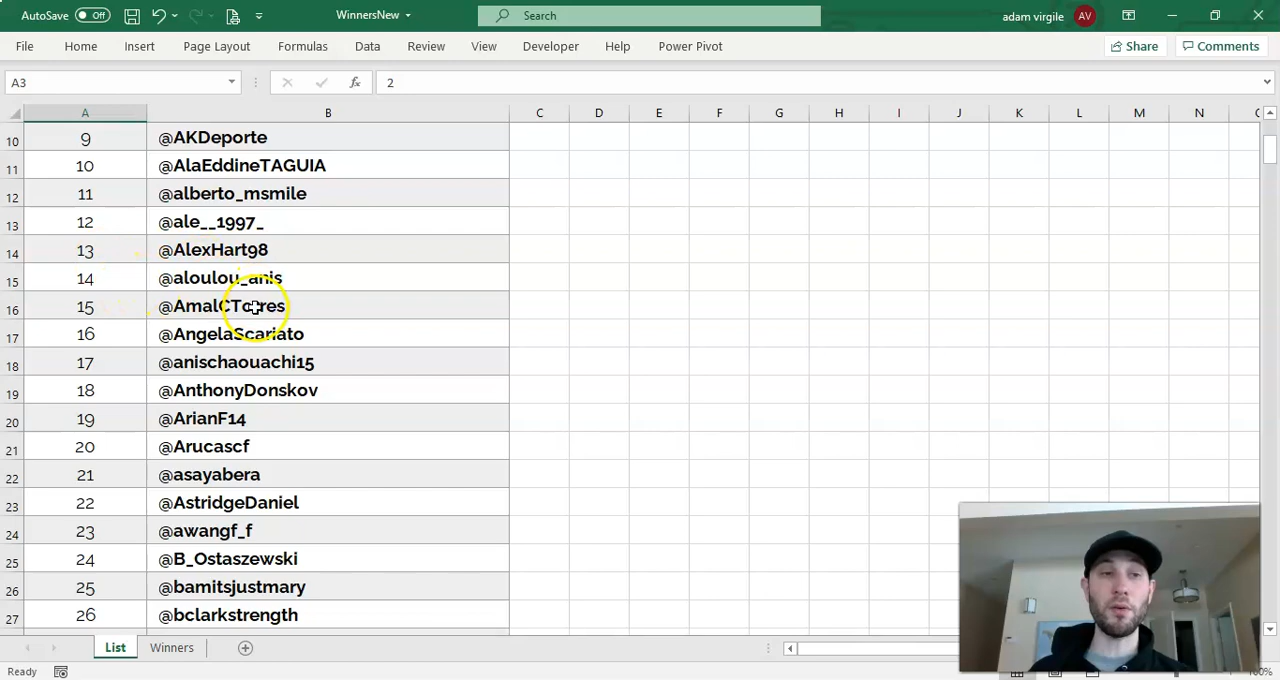 AutoSave Off WinnersNew Search adam virgile AV
File Home Insert Page Layout Formulas Data Review View Developer Help Power Pivot Share Comments
A3 fx 2
A B C D E F G H I J K L M N
10 9 @AKDeporte
11 10 @AlaEddineTAGUIA
12 11 @alberto_msmile
13 12 @ale__1997_
14 13 @AlexHart98
15 14 @aloulou_anis
16 15 @AmalCTorres
17 16 @AngelaScariato
18 17 @anischaouachi15
19 18 @AnthonyDonskov
20 19 @ArianF14
21 20 @Arucascf
22 21 @asayabera
23 22 @AstridgeDaniel
24 23 @awangf_f
25 24 @B_Ostaszewski
26 25 @bamitsjustmary
27 26 @bclarkstrength
List Winners
Ready